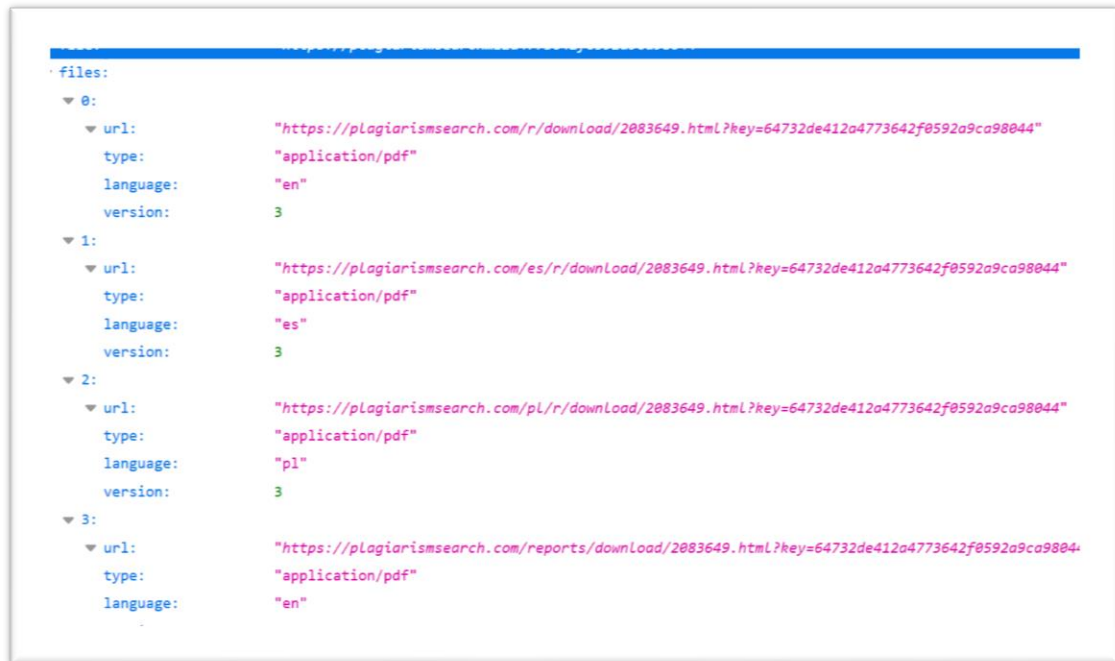 files:
0:
url: "https://plagiarismsearch.com/r/download/2083649.html?key=64732de412a4773642f0592a9ca98044"
type: "application/pdf"
language: "en"
version: 3
1:
url: "https://plagiarismsearch.com/es/r/download/2083649.html?key=64732de412a4773642f0592a9ca98044"
type: "application/pdf"
language: "es"
version: 3
2:
url: "https://plagiarismsearch.com/pl/r/download/2083649.html?key=64732de412a4773642f0592a9ca98044"
type: "application/pdf"
language: "pl"
version: 3
3:
url: "https://plagiarismsearch.com/reports/download/2083649.html?key=64732de412a4773642f0592a9ca9804
type: "application/pdf"
language: "en"